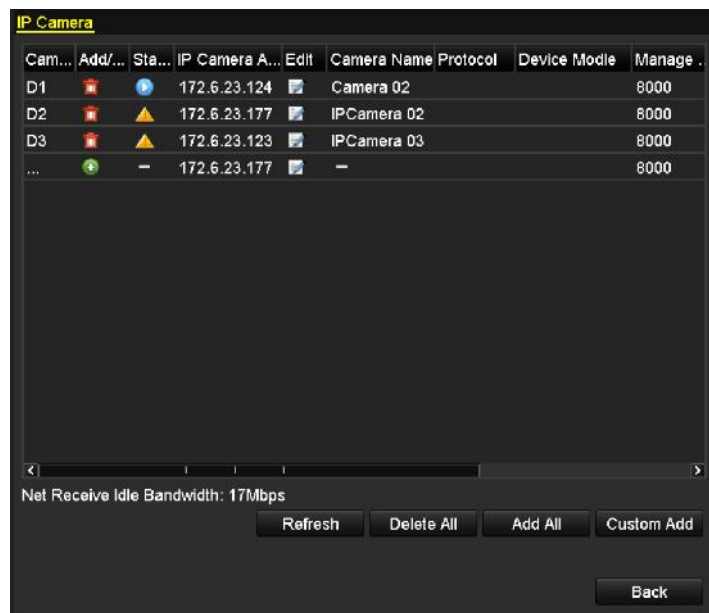 IP Camera
Cam... Add/... Sta... IP Camera A... Edit Camera Name Protocol Device Modle Manage ..
D1 172.6.23.124 Camera 02 8000
D2 172.6.23.177 IPCamera 02 8000
D3 172.6.23.123 IPCamera 03 8000
... – 172.6.23.177 – 8000
Net Receive Idle Bandwidth: 17Mbps
Refresh Delete All Add All Custom Add
Back